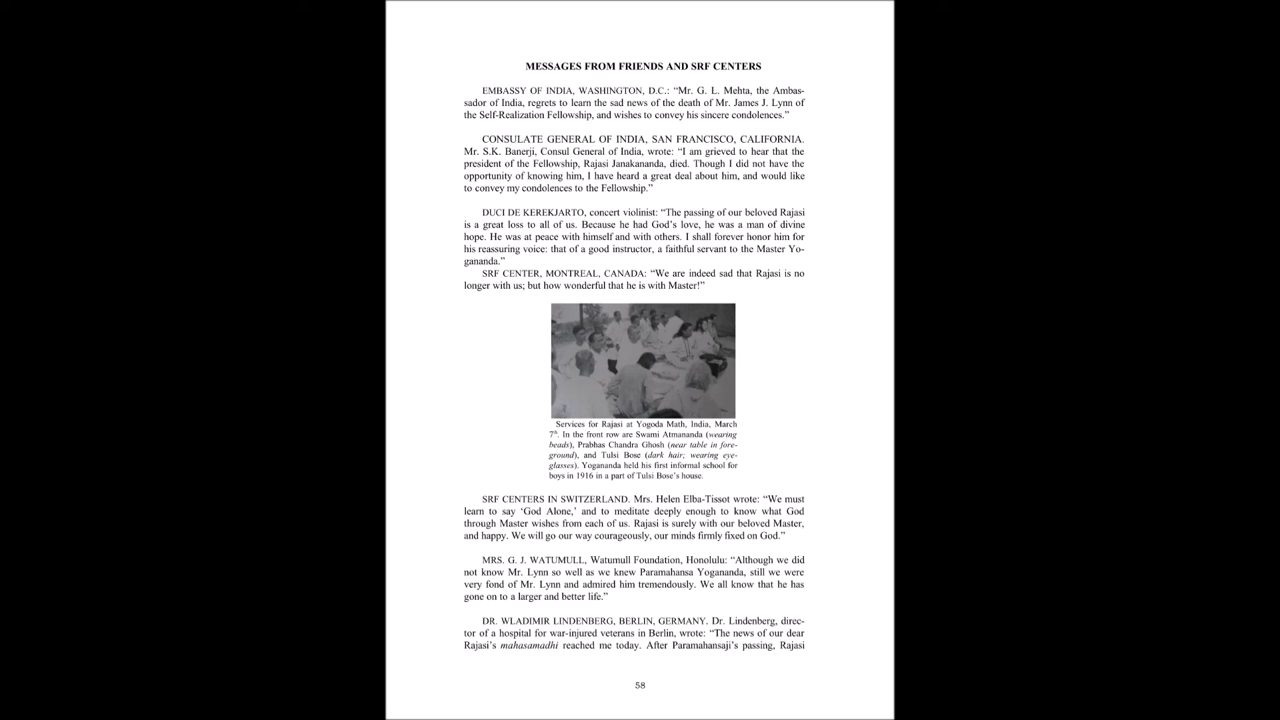 MESSAGES FROM FRIENDS AND SRF CENTERS
EMBASSY OF INDIA, WASHINGTON, D.C.: “Mr. G. L. Mehta, the Ambas-
sador of India, regrets to learn the sad news of the death of Mr. James J. Lynn of
the Self-Realization Fellowship, and wishes to convey his sincere condolences.”
CONSULATE GENERAL OF INDIA, SAN FRANCISCO, CALIFORNIA.
Mr. S.K. Banerji, Consul General of India, wrote: “I am grieved to hear that the
president of the Fellowship, Rajasi Janakananda, died. Though I did not have the
opportunity of knowing him, I have heard a great deal about him, and would like
to convey my condolences to the Fellowship.”
DUCI DE KEREKJARTO, concert violinist: “The passing of our beloved Rajasi
is a great loss to all of us. Because he had God’s love, he was a man of divine
hope. He was at peace with himself and with others. I shall forever honor him for
his reassuring voice: that of a good instructor, a faithful servant to the Master Yo-
gananda.”
SRF CENTER, MONTREAL, CANADA: “We are indeed sad that Rajasi is no
longer with us; but how wonderful that he is with Master!”
Services for Rajasi at Yogoda Math, India, March
7th. In the front row are Swami Atmananda (wearing
beads), Prabhas Chandra Ghosh (near table in fore-
ground), and Tulsi Bose (dark hair; wearing eye-
glasses). Yogananda held his first informal school for
boys in 1916 in a part of Tulsi Bose’s house.
SRF CENTERS IN SWITZERLAND. Mrs. Helen Elba-Tissot wrote: “We must
learn to say ‘God Alone,’ and to meditate deeply enough to know what God
through Master wishes from each of us. Rajasi is surely with our beloved Master,
and happy. We will go our way courageously, our minds firmly fixed on God.”
MRS. G. J. WATUMULL, Watumull Foundation, Honolulu: “Although we did
not know Mr. Lynn so well as we knew Paramahansa Yogananda, still we were
very fond of Mr. Lynn and admired him tremendously. We all know that he has
gone on to a larger and better life.”
DR. WLADIMIR LINDENBERG, BERLIN, GERMANY. Dr. Lindenberg, direc-
tor of a hospital for war-injured veterans in Berlin, wrote: “The news of our dear
Rajasi’s mahasamadhi reached me today. After Paramahansaji’s passing, Rajasi
58